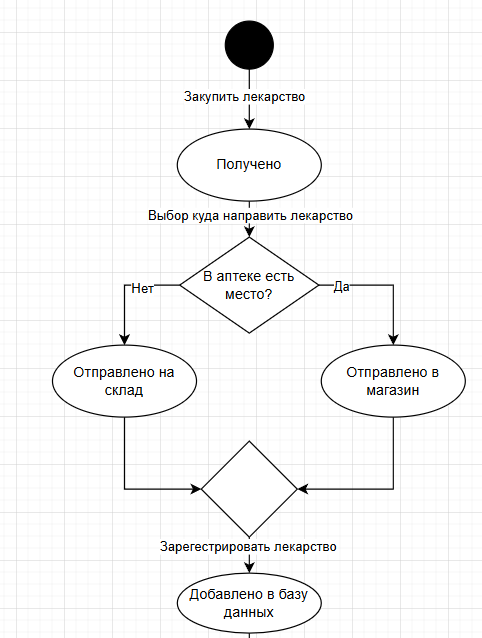 Закупить лекарство
Получено
Выбор куда направить лекарство
В аптеке есть
место?
Нет
Да
Отправлено на
склад
Отправлено в
магазин
Зарегестрировать лекарство
Добавлено в базу
данных